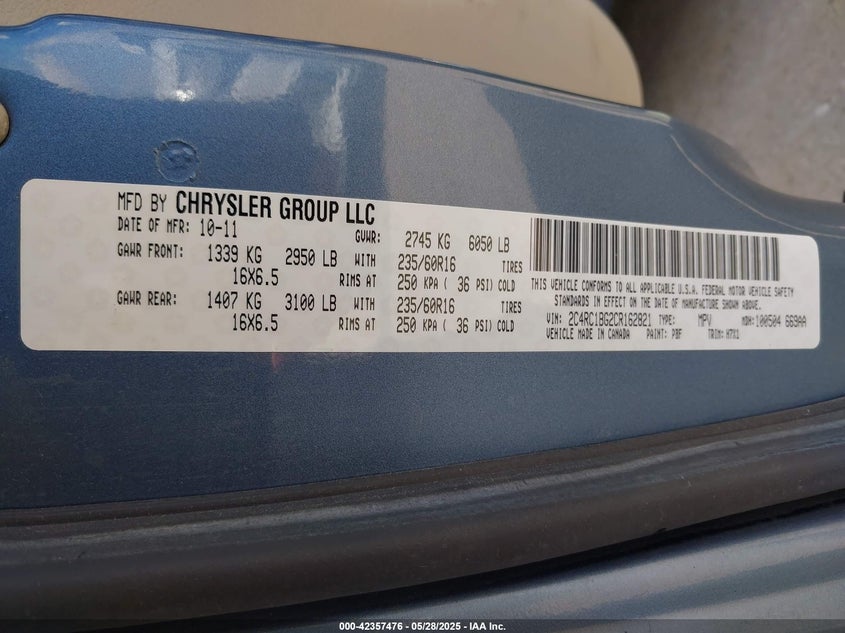 MFD BY CHRYSLER GROUP LLC
DATE OF MFR: 10-11 GVWR: 2745 KG 6050 LB
GAWR FRONT: 1339 KG 2950 LB WITH 235/60R16 TIRES
16X6.5 RIMS AT 250 KPA ( 36 PSI) COLD
GAWR REAR: 1407 KG 3100 LB WITH 235/60R16 TIRES
16X6.5 RIMS AT 250 KPA ( 36 PSI) COLD
THIS VEHICLE CONFORMS TO ALL APPLICABLE U.S.A. FEDERAL MOTOR VEHICLE SAFETY
STANDARDS IN EFFECT ON THE DATE OF MANUFACTURE SHOWN ABOVE.
VIN: 2C4RC1BG2CR162821 TYPE: MPV MDH: 100504 669AA
VEHICLE MADE IN CANADA PAINT: PBF TRIM: H7X1
000-42357476 — 05/28/2025 — IAA Inc.